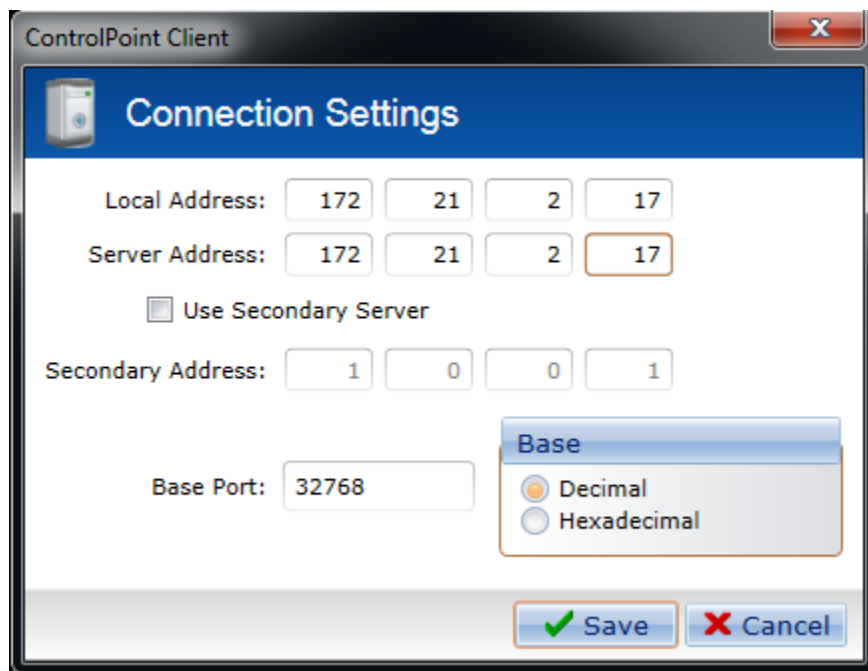 ControlPoint Client
Connection Settings
Local Address: 172 21 2 17
Server Address: 172 21 2 17
Use Secondary Server
Secondary Address: 1 0 0 1
Base
Base Port: 32768
Decimal
Hexadecimal
Save Cancel